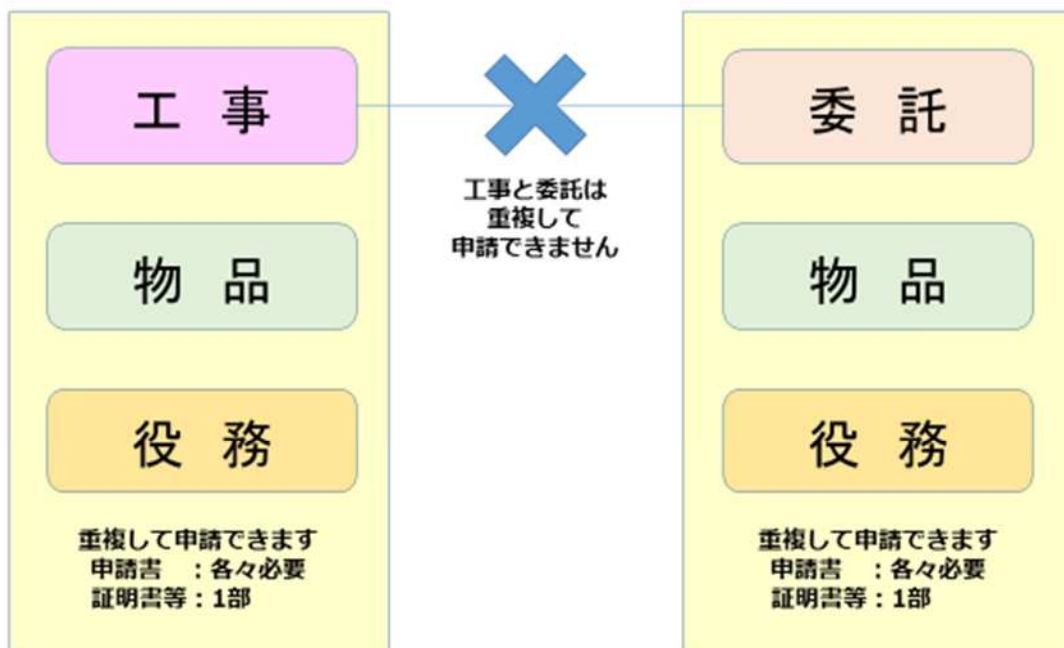 工 事
物 品
役 務
重複して申請できます
申請書 ：各々必要
証明書等：1部
工事と委託は
重複して
申請できません
委 託
物 品
役 務
重複して申請できます
申請書 ：各々必要
証明書等：1部